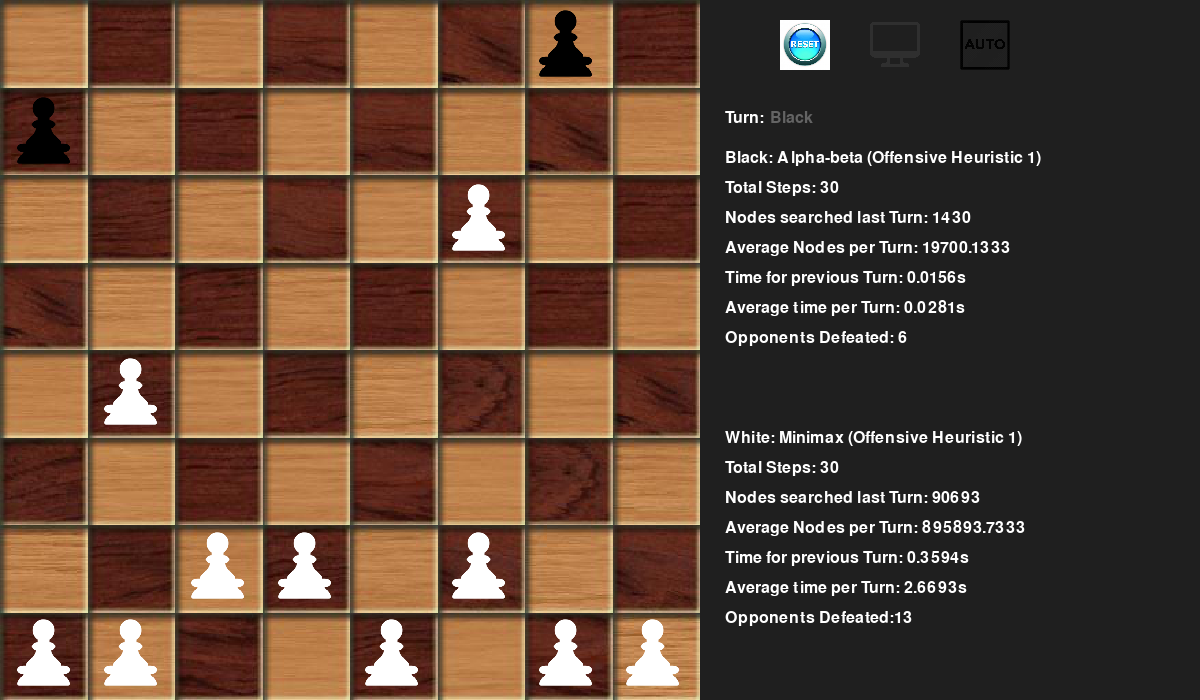 RESET
AUTO
Turn: Black
Black: Alpha-beta (Offensive Heuristic 1)
Total Steps: 30
Nodes searched last Turn: 1430
Average Nodes per Turn: 19700.1333
Time for previous Turn: 0.0156s
Average time per Turn: 0.0281s
Opponents Defeated: 6
White: Minimax (Offensive Heuristic 1)
Total Steps: 30
Nodes searched last Turn: 90693
Average Nodes per Turn: 895893.7333
Time for previous Turn: 0.3594s
Average time per Turn: 2.6693s
Opponents Defeated:13